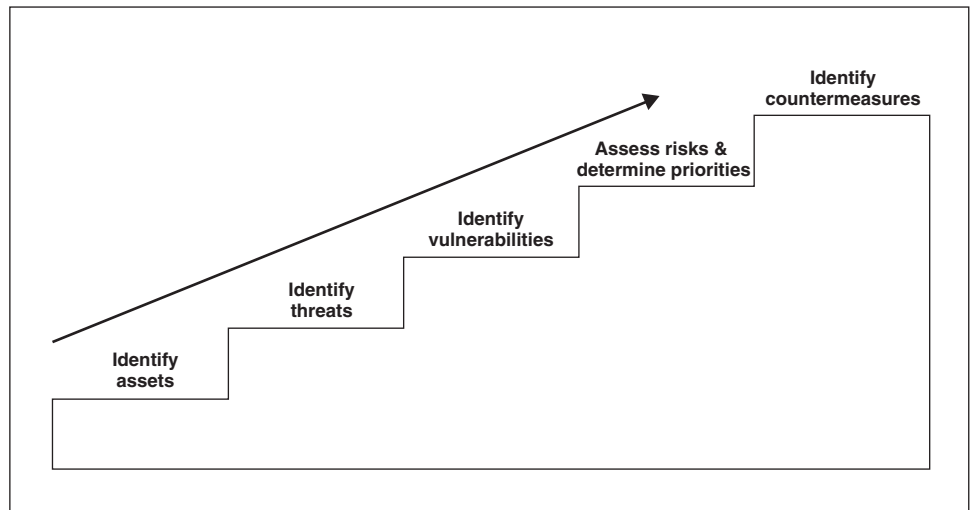 Identify
assets
Identify
threats
Identify
vulnerabilities
Assess risks &
determine priorities
Identify
countermeasures